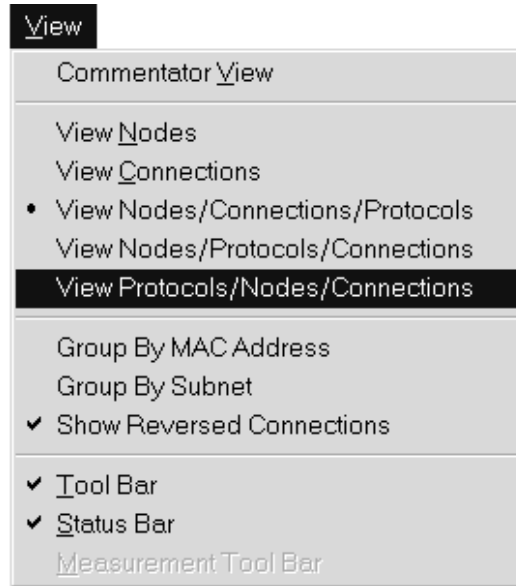 View
Commentator View
View Nodes
View Connections
View Nodes/Connections/Protocols
View Nodes/Protocols/Connections
View Protocols/Nodes/Connections
Group By MAC Address
Group By Subnet
Show Reversed Connections
Tool Bar
Status Bar
Measurement Tool Bar